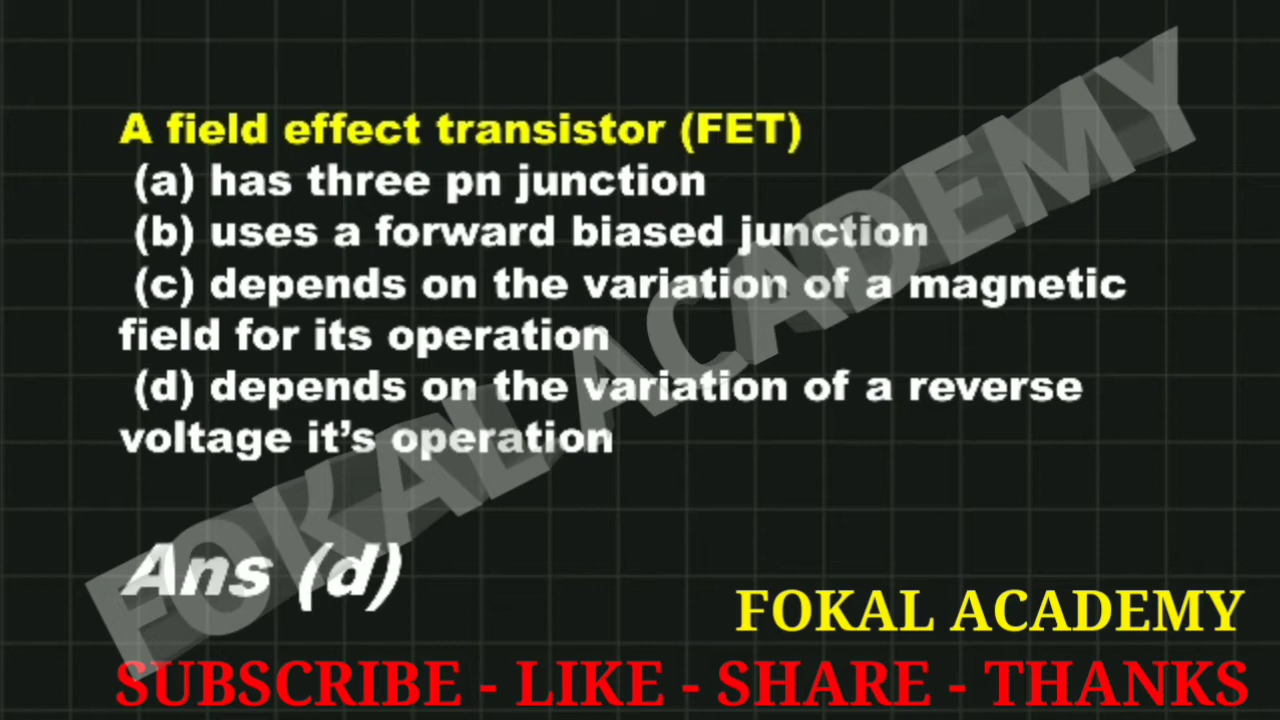 A field effect transistor (FET)
(a) has three pn junction
(b) uses a forward biased junction
(c) depends on the variation of a magnetic
field for its operation
(d) depends on the variation of a reverse
voltage it's operation
FOKAL ACADEMY
Ans (d)
FOKAL ACADEMY
SUBSCRIBE - LIKE - SHARE - THANKS